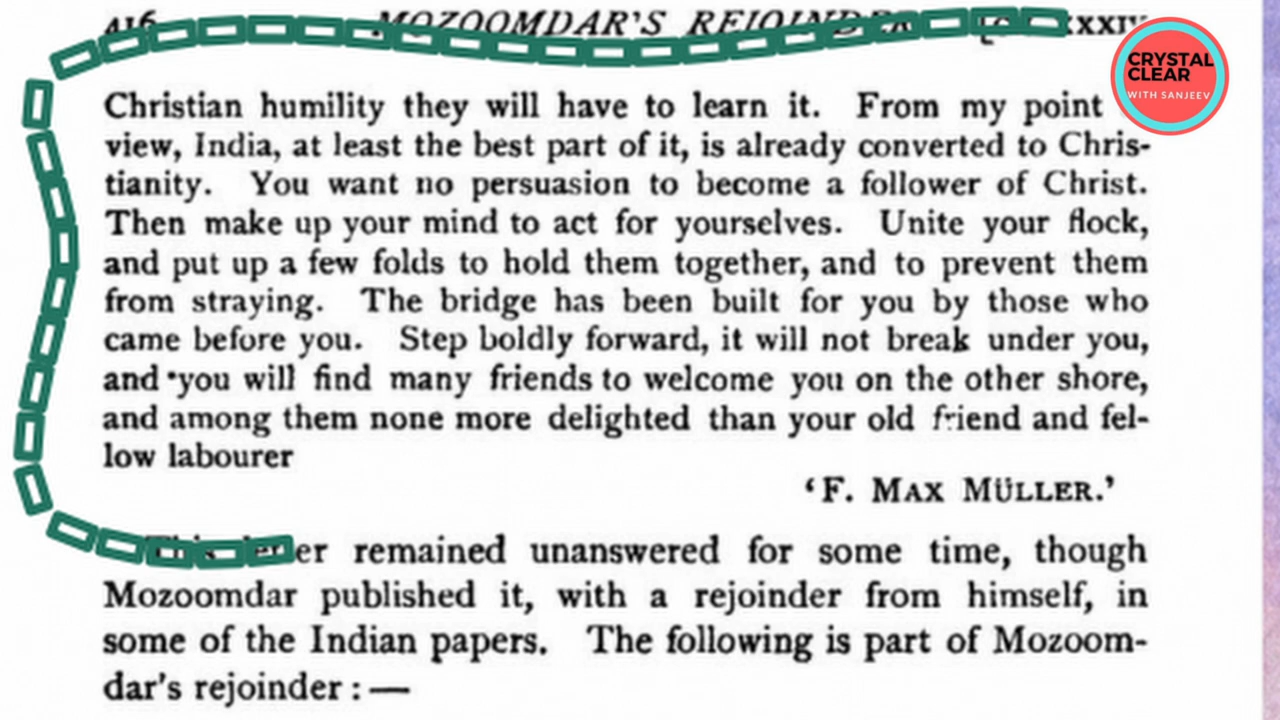 416 MOZOOMDAR'S REJOINDER XXXIV
CRYSTAL
CLEAR
WITH SANJEEV
Christian humility they will have to learn it. From my point
view, India, at least the best part of it, is already converted to Chris-
tianity. You want no persuasion to become a follower of Christ.
Then make up your mind to act for yourselves. Unite your flock,
and put up a few folds to hold them together, and to prevent them
from straying. The bridge has been built for you by those who
came before you. Step boldly forward, it will not break under you,
and you will find many friends to welcome you on the other shore,
and among them none more delighted than your old friend and fel-
low labourer
‘F. MAX MÜLLER.’
This letter remained unanswered for some time, though
Mozoomdar published it, with a rejoinder from himself, in
some of the Indian papers. The following is part of Mozoom-
dar's rejoinder :—